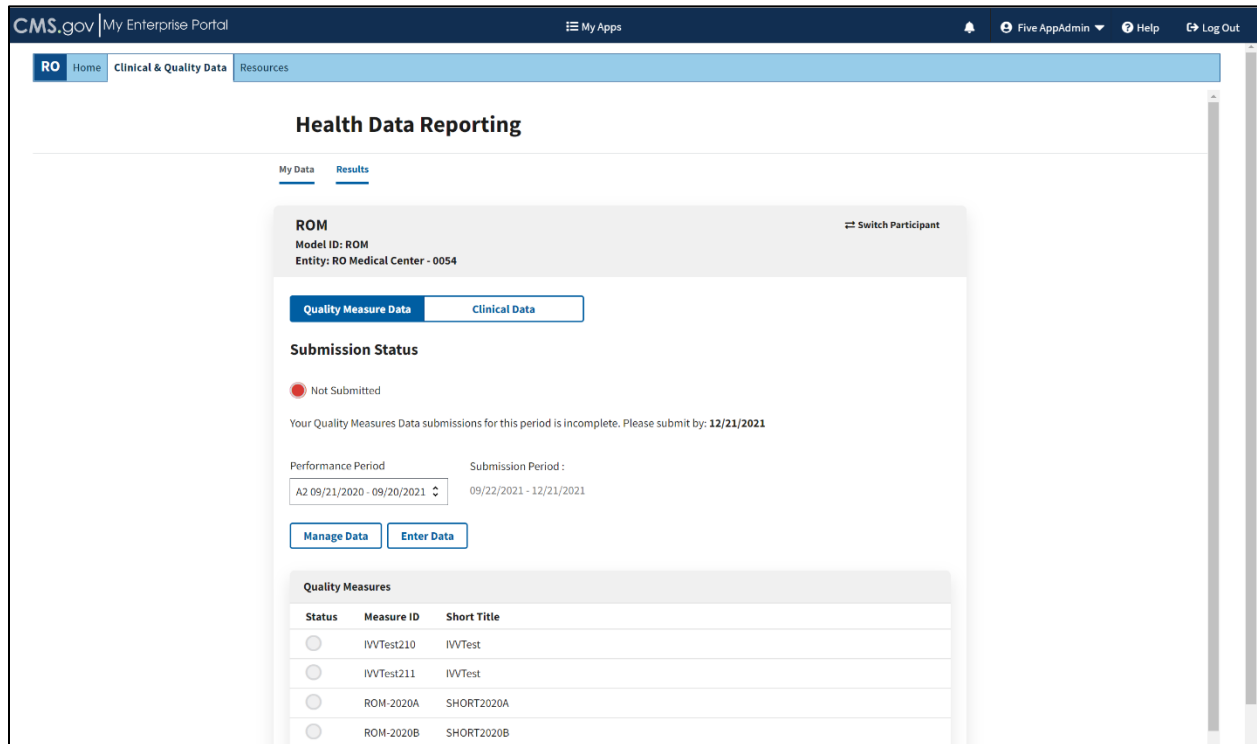 CMS.gov My Enterprise Portal My Apps Five AppAdmin Help Log Out
RO Home Clinical & Quality Data Resources
Health Data Reporting
My Data Results
ROM Switch Participant
Model ID: ROM
Entity: RO Medical Center - 0054
Quality Measure Data Clinical Data
Submission Status
Not Submitted
Your Quality Measures Data submissions for this period is incomplete. Please submit by: 12/21/2021
Performance Period Submission Period :
A2 09/21/2020 - 09/20/2021 09/22/2021 - 12/21/2021
Manage Data Enter Data
Quality Measures
Status Measure ID Short Title
IVVTest210 IVVTest
IVVTest211 IVVTest
ROM-2020A SHORT2020A
ROM-2020B SHORT2020B